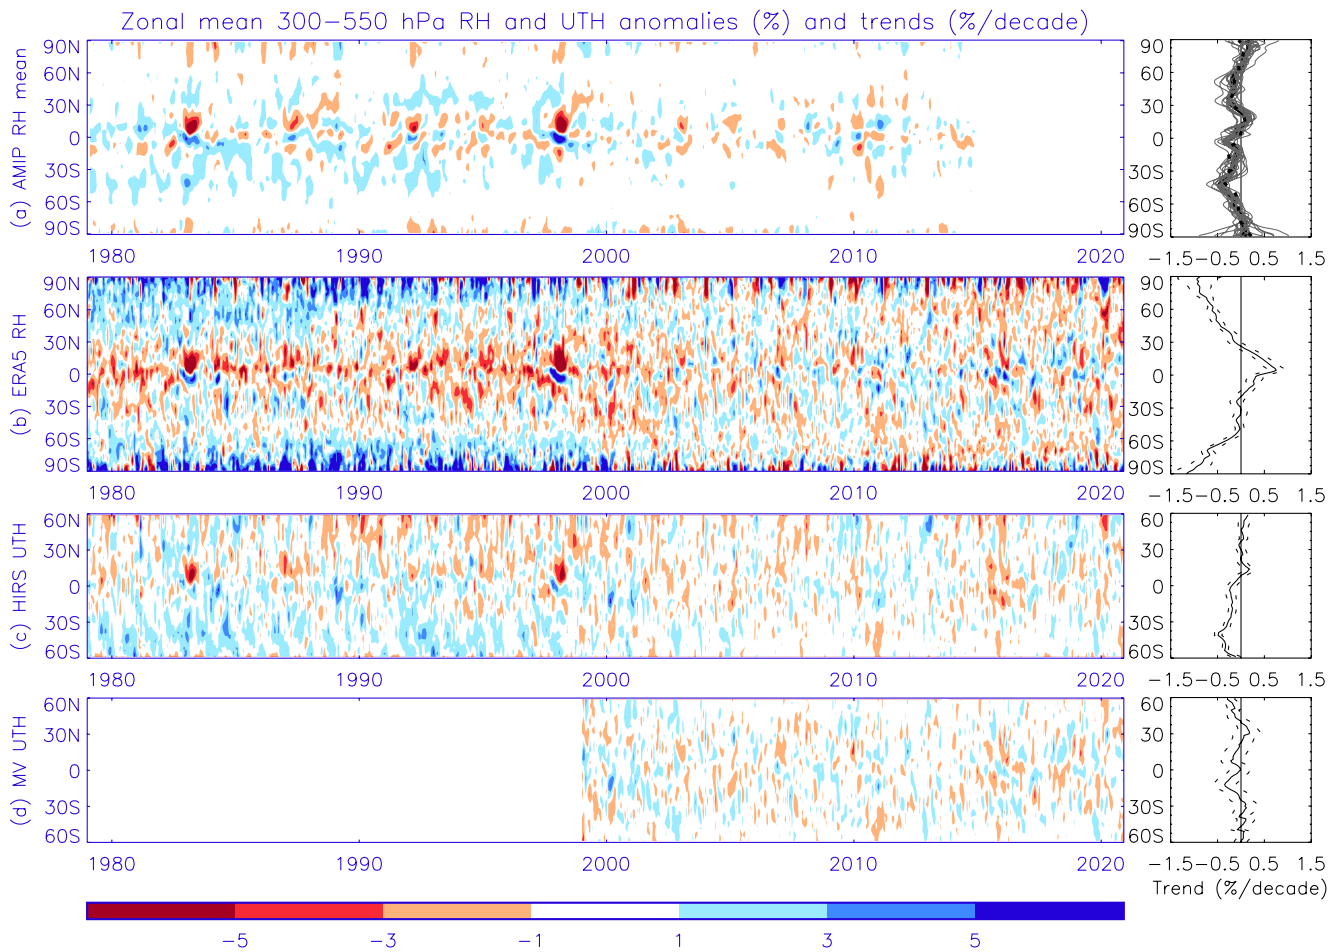 Zonal mean 300−550 hPa RH and UTH anomalies (%) and trends (%/decade)
(a) AMIP RH mean
90N
60N
30N
0
30S
60S
90S
1980 1990 2000 2010 2020
90
60
30
0
30S
60S
90S
−1.5−0.5 0.5 1.5
(b) ERA5 RH
90N
60N
30N
0
30S
60S
90S
1980 1990 2000 2010 2020
90
60
30
0
30S
60S
90S
−1.5−0.5 0.5 1.5
(c) HIRS UTH
60N
30N
0
30S
60S
1980 1990 2000 2010 2020
60
30
0
30S
60S
−1.5−0.5 0.5 1.5
(d) MV UTH
60N
30N
0
30S
60S
1980 1990 2000 2010 2020
60
30
0
30S
60S
−1.5−0.5 0.5 1.5
Trend (%/decade)
−5 −3 −1 1 3 5